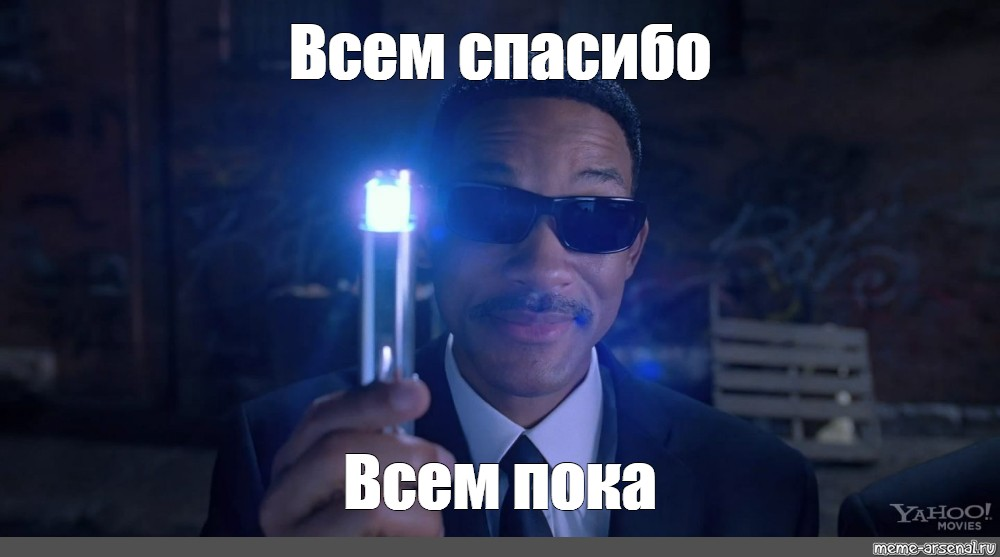 Всем спасибо
Всем пока
YAHOO!
MOVIES
meme-arsenal.ru